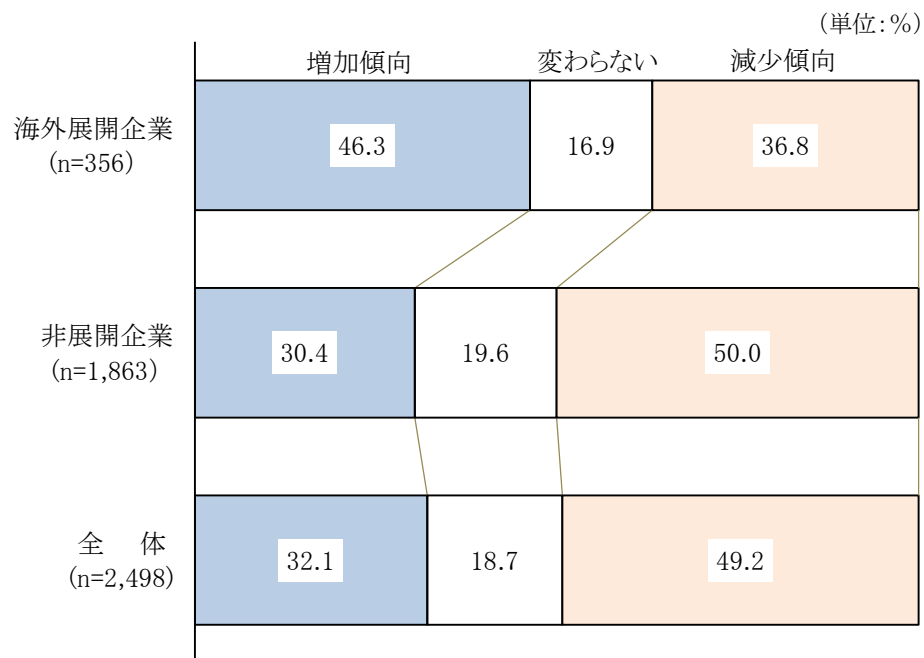 (単位:%)
増加傾向 変わらない 減少傾向
海外展開企業
(n=356)
46.3 16.9 36.8
非展開企業
(n=1,863)
30.4 19.6 50.0
全 体
(n=2,498)
32.1 18.7 49.2